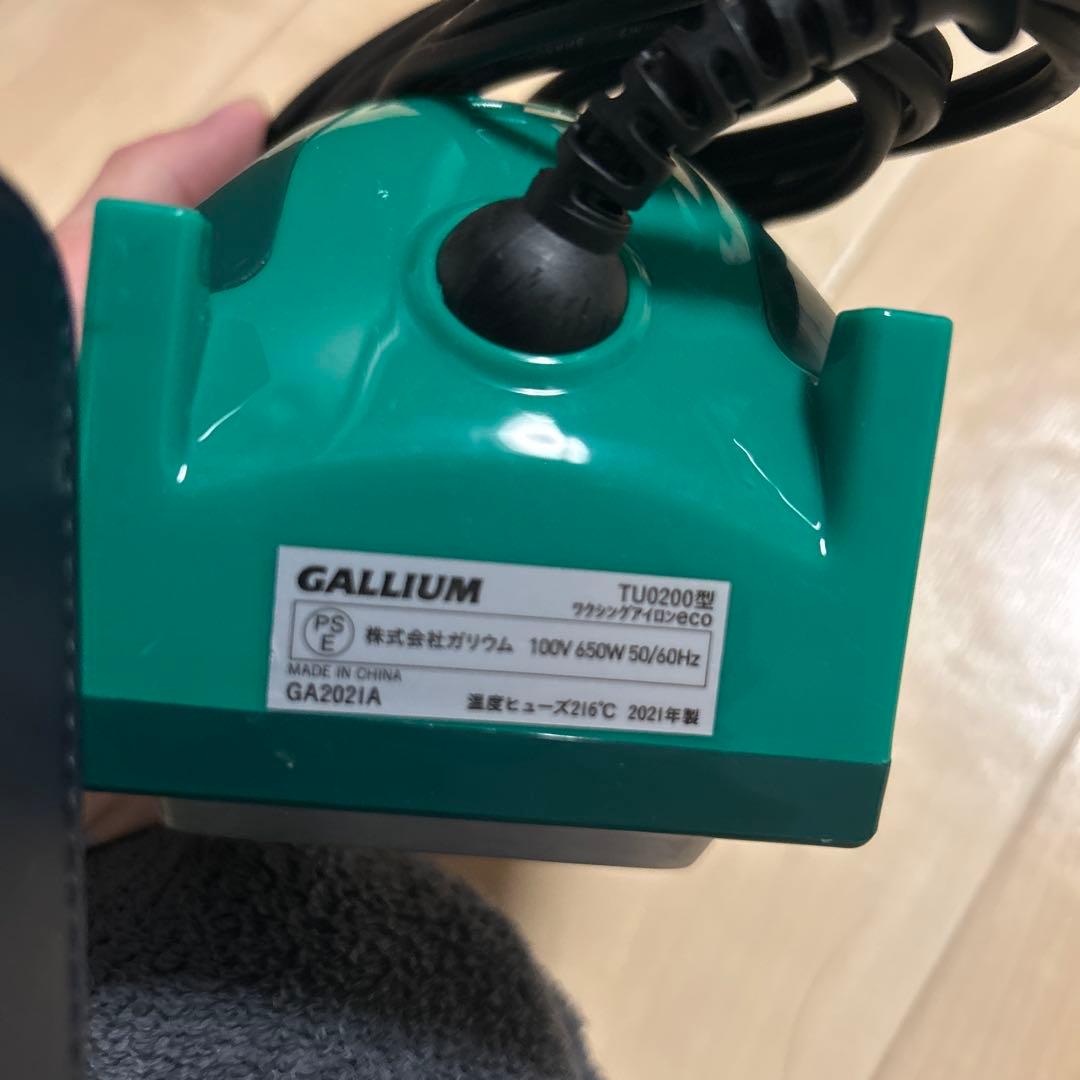 GALLIUM
TU0200型
ワクシングアイロンeco
PS
E
株式会社ガリウム 100V 650W 50/60Hz
MADE IN CHINA
GA2021A
温度ヒューズ216℃ 2021年製